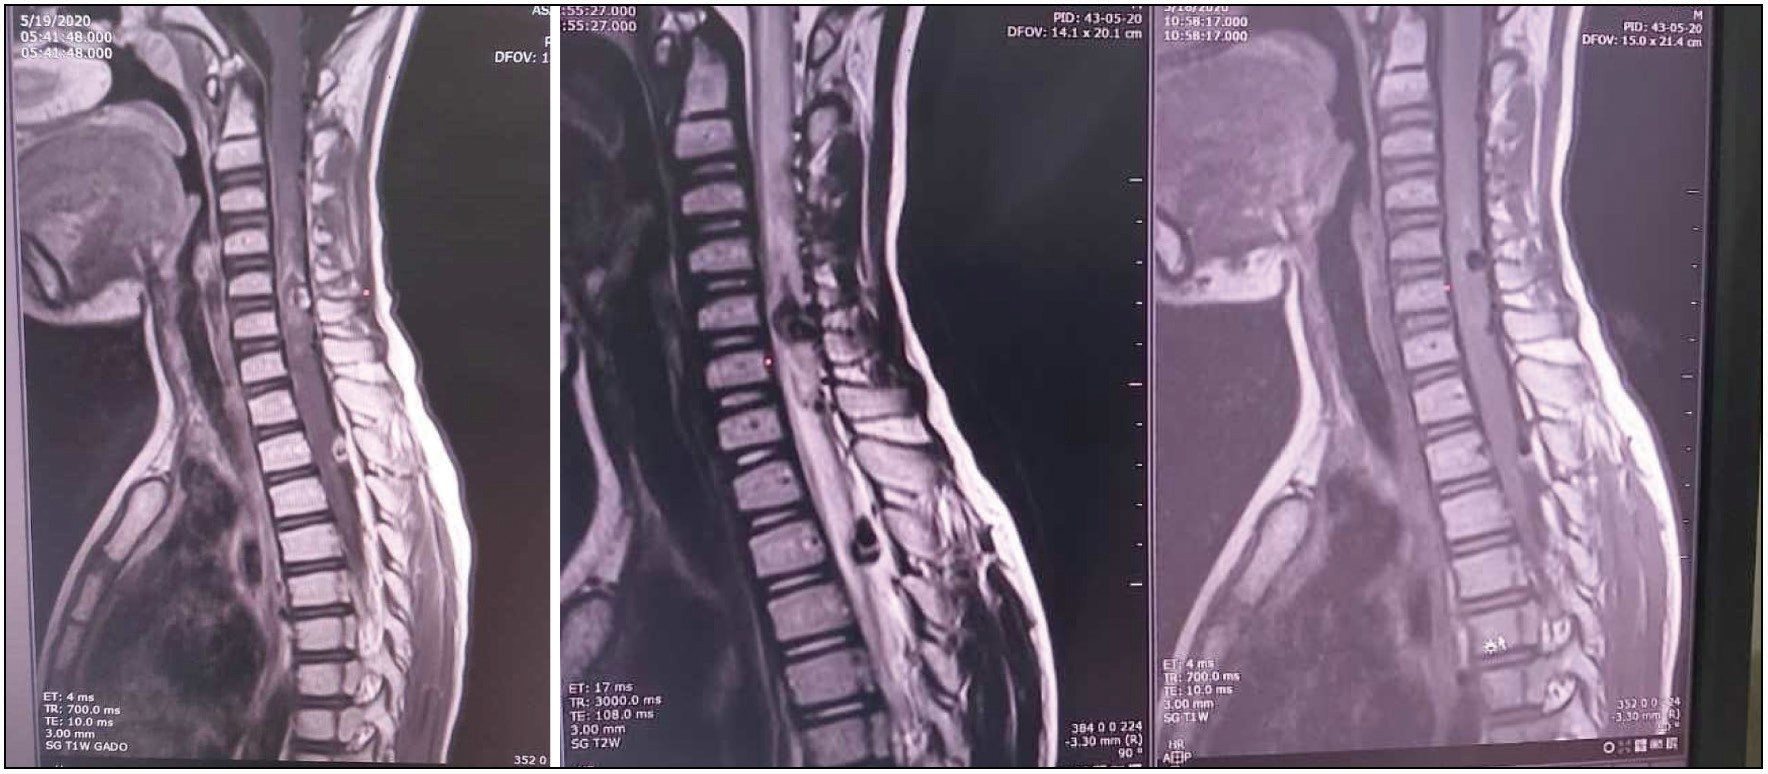 5/19/2020
05:41:48.000
05:41:48.000
DFOV: 1
ET: 4 ms
TR: 700.0 ms
TE: 10.0 ms
3.00 mm
SG T1W GADO
352 0
:55:27.000
:55:27.000
PID: 43-05-20
DFOV: 14.1 x 20.1 cm
ET: 17 ms
TR: 3000.0 ms
TE: 108.0 ms
3.00 mm
SG T2W
384 0 0 224
-3.30 mm (R)
90 °
10:58:17.000
10:58:17.000
M
PID: 43-05-20
DFOV: 15.0 x 21.4 cm
ET: 4 ms
TR: 700.0 ms
TE: 10.0 ms
3.00 mm
SG T1W
HR
A P
352 0 0 224
-3.30 mm (R)